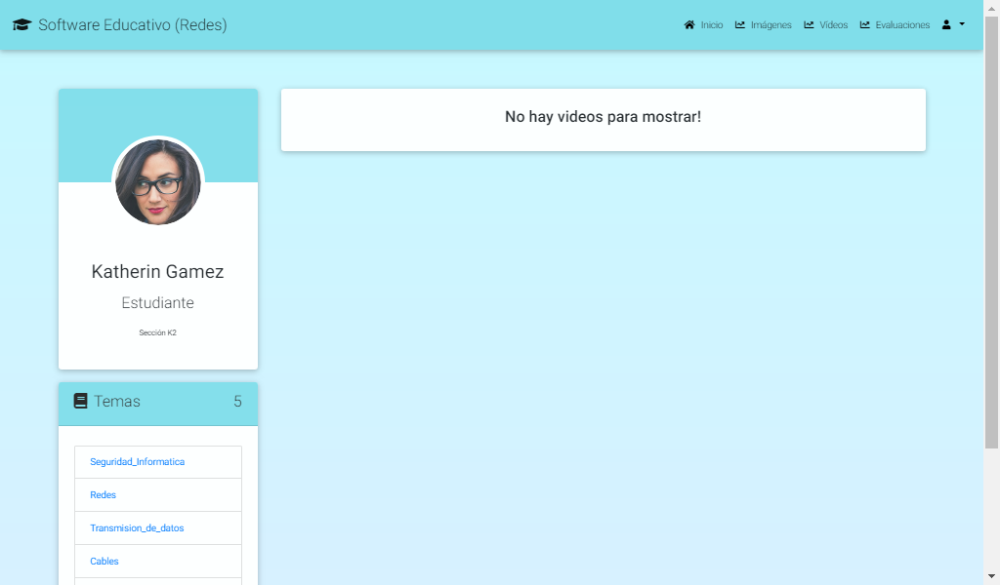 Software Educativo (Redes)
Inicio
Imágenes
Vídeos
Evaluaciones
No hay videos para mostrar!
Katherin Gamez
Estudiante
Sección K2
Temas 5
Seguridad_Informatica
Redes
Transmision_de_datos
Cables